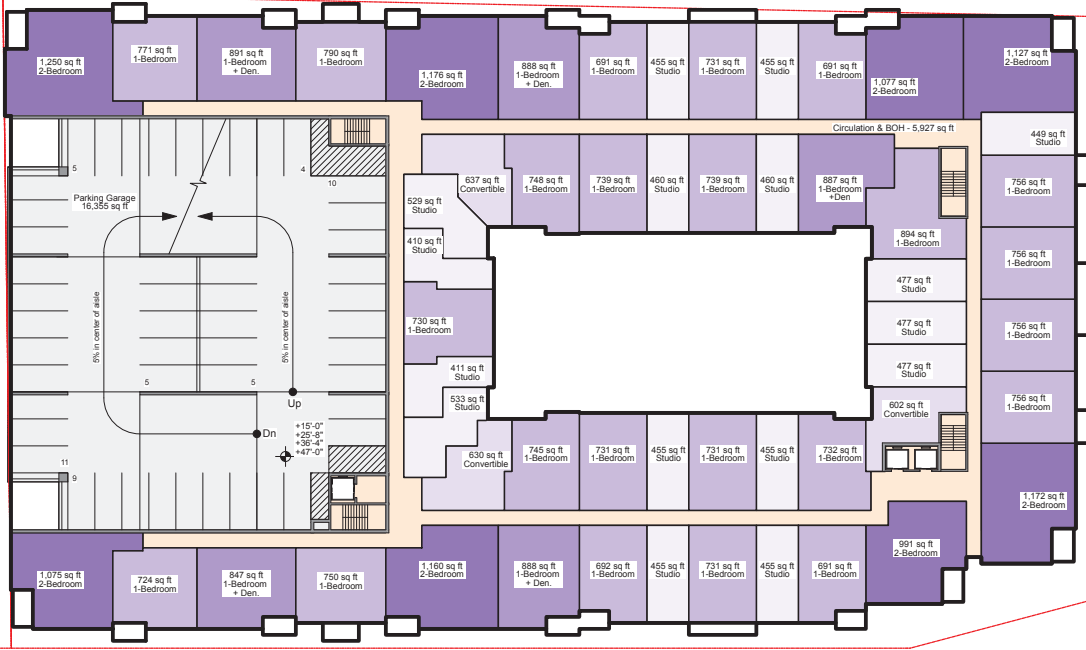 1,250 sq ft
2-Bedroom
771 sq ft
1-Bedroom
891 sq ft
1-Bedroom
+ Den.
790 sq ft
1-Bedroom
1,176 sq ft
2-Bedroom
888 sq ft
1-Bedroom
+ Den.
691 sq ft
1-Bedroom
455 sq ft
Studio
731 sq ft
1-Bedroom
455 sq ft
Studio
691 sq ft
1-Bedroom
1,077 sq ft
2-Bedroom
1,127 sq ft
2-Bedroom
Circulation & BOH - 5,927 sq ft
449 sq ft
Studio
5
4
10
Parking Garage
16,355 sq ft
637 sq ft
Convertible
748 sq ft
1-Bedroom
739 sq ft
1-Bedroom
460 sq ft
Studio
739 sq ft
1-Bedroom
460 sq ft
Studio
887 sq ft
1-Bedroom
+Den
756 sq ft
1-Bedroom
529 sq ft
Studio
410 sq ft
Studio
894 sq ft
1-Bedroom
756 sq ft
1-Bedroom
477 sq ft
Studio
5% in center of aisle
5% in center of aisle
730 sq ft
1-Bedroom
477 sq ft
Studio
756 sq ft
1-Bedroom
411 sq ft
Studio
477 sq ft
Studio
756 sq ft
1-Bedroom
5
5
Up
533 sq ft
Studio
602 sq ft
Convertible
Dn
+15'-0"
+25'-8"
+36'-4"
+47'-0"
11
9
630 sq ft
Convertible
745 sq ft
1-Bedroom
731 sq ft
1-Bedroom
455 sq ft
Studio
731 sq ft
1-Bedroom
455 sq ft
Studio
732 sq ft
1-Bedroom
1,172 sq ft
2-Bedroom
1,075 sq ft
2-Bedroom
724 sq ft
1-Bedroom
847 sq ft
1-Bedroom
+ Den.
750 sq ft
1-Bedroom
1,160 sq ft
2-Bedroom
888 sq ft
1-Bedroom
+ Den.
692 sq ft
1-Bedroom
455 sq ft
Studio
731 sq ft
1-Bedroom
455 sq ft
Studio
691 sq ft
1-Bedroom
991 sq ft
2-Bedroom